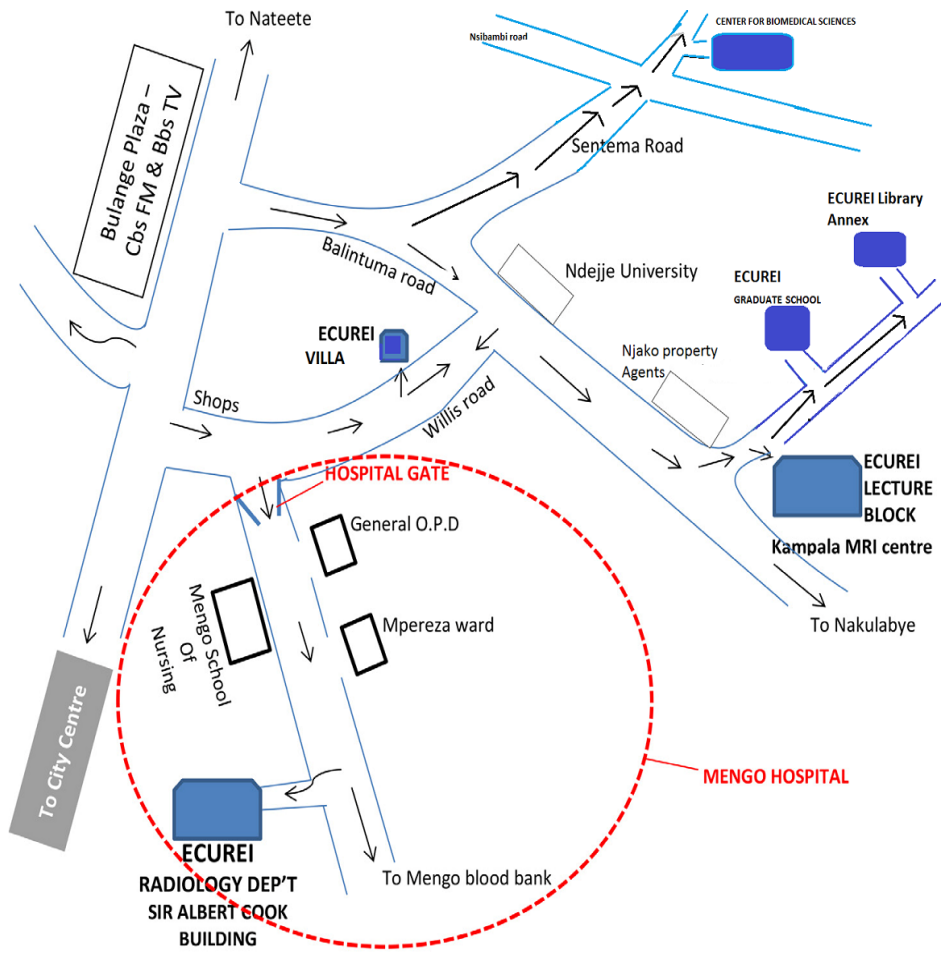 To Nateete
CENTER FOR BIOMEDICAL SCIENCES
Nsibambi road
Bulange Plaza –
Cbs FM & Bbs TV
Sentema Road
ECUREI Library
Annex
Balintuma road
Ndejje University
ECUREI
GRADUATE SCHOOL
ECUREI
VILLA
Njako property
Agents
Shops
Willis road
HOSPITAL GATE
ECUREI
LECTURE
BLOCK
General O.P.D
Kampala MRI centre
Mengo School
Of
Nursing
Mpereza ward
To Nakulabye
To City Centre
MENGO HOSPITAL
ECUREI
RADIOLOGY DEP'T
SIR ALBERT COOK
BUILDING
To Mengo blood bank